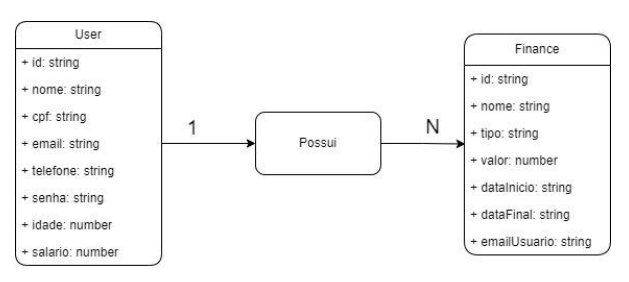 User
+ id: string
+ nome: string
+ cpf: string
+ email: string
+ telefone: string
+ senha: string
+ idade: number
+ salario: number
1
Possui
N
Finance
+ id: string
+ nome: string
+ tipo: string
+ valor: number
+ dataInicio: string
+ dataFinal: string
+ emailUsuario: string